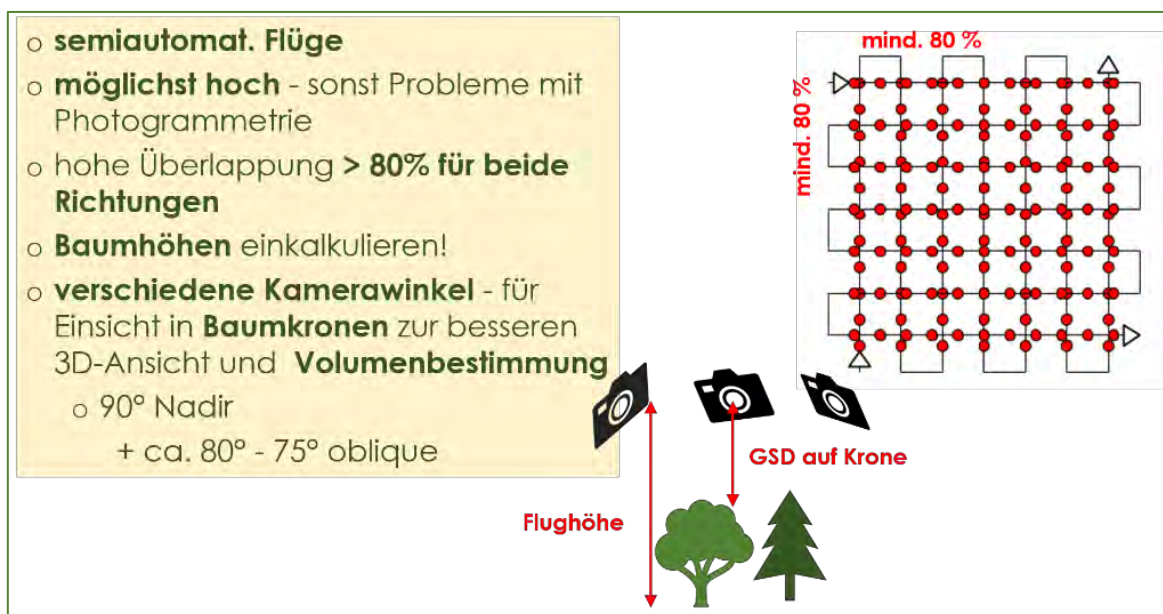 o semiautomat. Flüge
o möglichst hoch - sonst Probleme mit
Photogrammetrie
o hohe Überlappung > 80% für beide
Richtungen
o Baumhöhen einkalkulieren!
o verschiedene Kamerawinkel - für
Einsicht in Baumkronen zur besseren
3D-Ansicht und Volumenbestimmung
o 90° Nadir
+ ca. 80° - 75° oblique
mind. 80 %
mind. 80 %
GSD auf Krone
Flughöhe